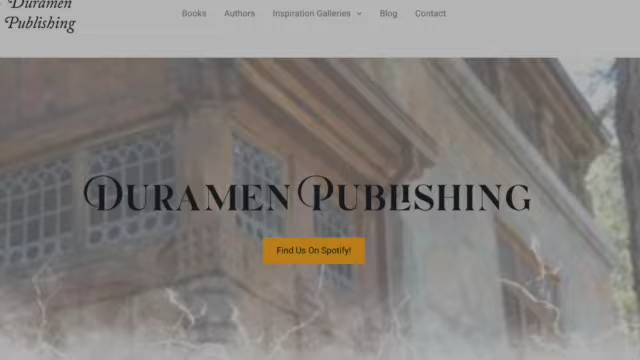 Duramen
Publishing
Books Authors Inspiration Galleries Blog Contact
DURAMEN PUBLISHING
Find Us On Spotify!